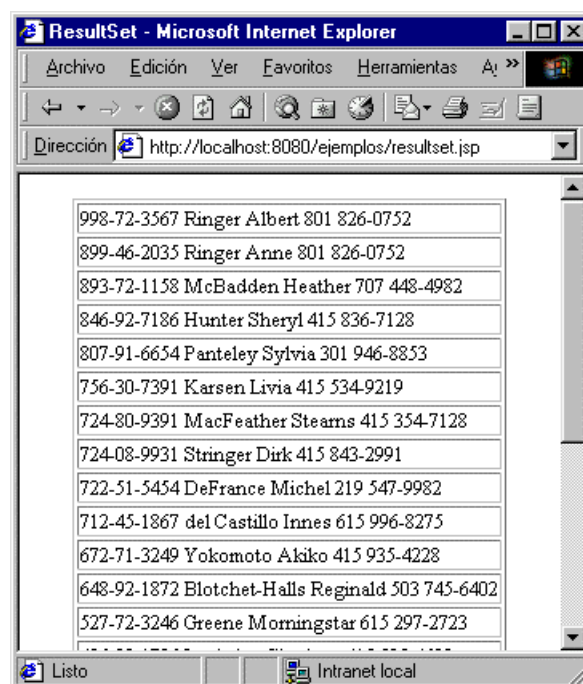 ResultSet - Microsoft Internet Explorer
Archivo Edición Ver Favoritos Herramientas »
Dirección http://localhost:8080/ejemplos/resultset.jsp
998-72-3567 Ringer Albert 801 826-0752
899-46-2035 Ringer Anne 801 826-0752
893-72-1158 McBadden Heather 707 448-4982
846-92-7186 Hunter Sheryl 415 836-7128
807-91-6654 Panteley Sylvia 301 946-8853
756-30-7391 Karsen Livia 415 534-9219
724-80-9391 MacFeather Stearns 415 354-7128
724-08-9931 Stringer Dirk 415 843-2991
722-51-5454 DeFrance Michel 219 547-9982
712-45-1867 del Castillo Innes 615 996-8275
672-71-3249 Yokomoto Akiko 415 935-4228
648-92-1872 Blotchet-Halls Reginald 503 745-6402
527-72-3246 Greene Morningstar 615 297-2723
Listo Intranet local